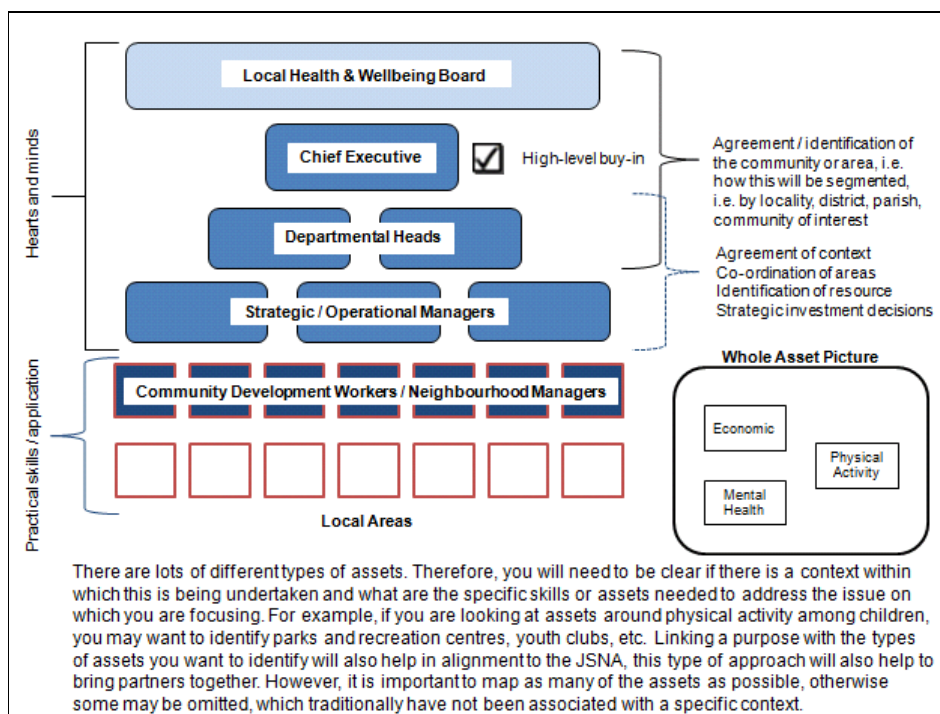 Local Health & Wellbeing Board
Hearts and minds
Chief Executive
High-level buy-in
Agreement / identification of
the community or area, i.e.
how this will be segmented,
i.e. by locality, district, parish,
community of interest
Departmental Heads
Agreement of context
Co-ordination of areas
Identification of resource
Strategic investment decisions
Strategic / Operational Managers
Practical skills / application
Community Development Workers / Neighbourhood Managers
Local Areas
Whole Asset Picture
Economic
Physical
Activity
Mental
Health
There are lots of different types of assets. Therefore, you will need to be clear if there is a context within
which this is being undertaken and what are the specific skills or assets needed to address the issue on
which you are focusing. For example, if you are looking at assets around physical activity among children,
you may want to identify parks and recreation centres, youth clubs, etc. Linking a purpose with the types
of assets you want to identify will also help in alignment to the JSNA, this type of approach will also help to
bring partners together. However, it is important to map as many of the assets as possible, otherwise
some may be omitted, which traditionally have not been associated with a specific context.